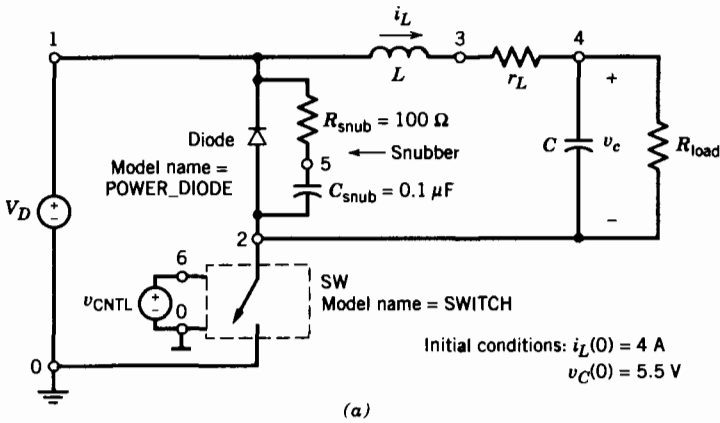 1
i_L
3
4
L
r_L
+
Diode
R_snub = 100 Ω
Snubber
5
C
v_c
R_load
Model name =
POWER_DIODE
C_snub = 0.1 μF
V_D
+
−
−
2
6
SW
Model name = SWITCH
v_CNTL
+
−
0
Initial conditions: i_L(0) = 4 A
v_C(0) = 5.5 V
0
(a)